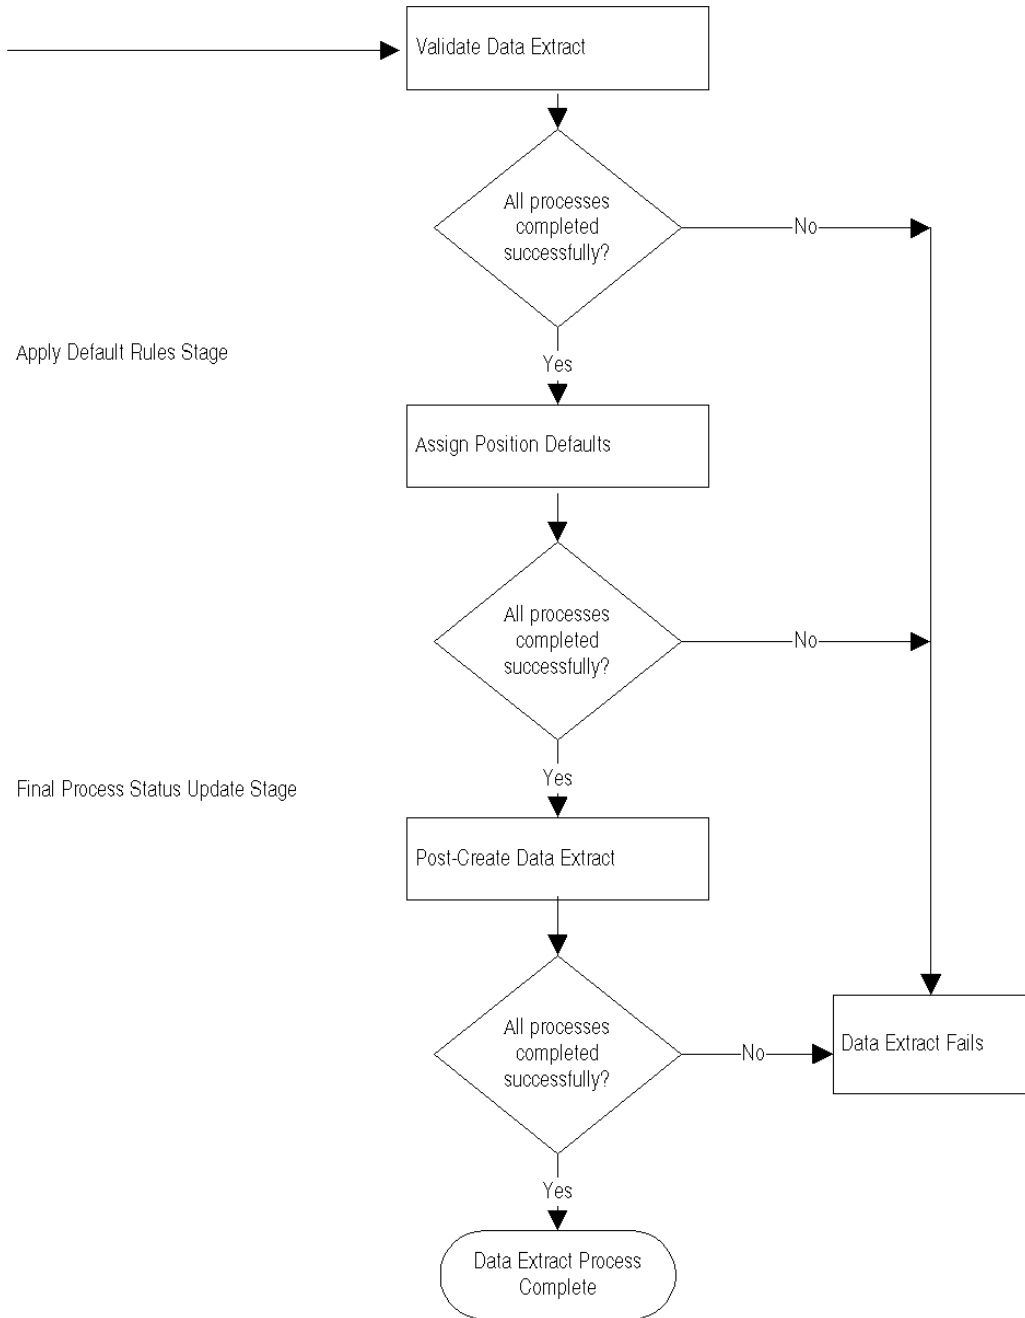 Validate Data Extract
All processes
completed
successfully?
No
Apply Default Rules Stage
Yes
Assign Position Defaults
All processes
completed
successfully?
No
Yes
Final Process Status Update Stage
Post-Create Data Extract
All processes
completed
successfully?
No
Data Extract Fails
Yes
Data Extract Process
Complete